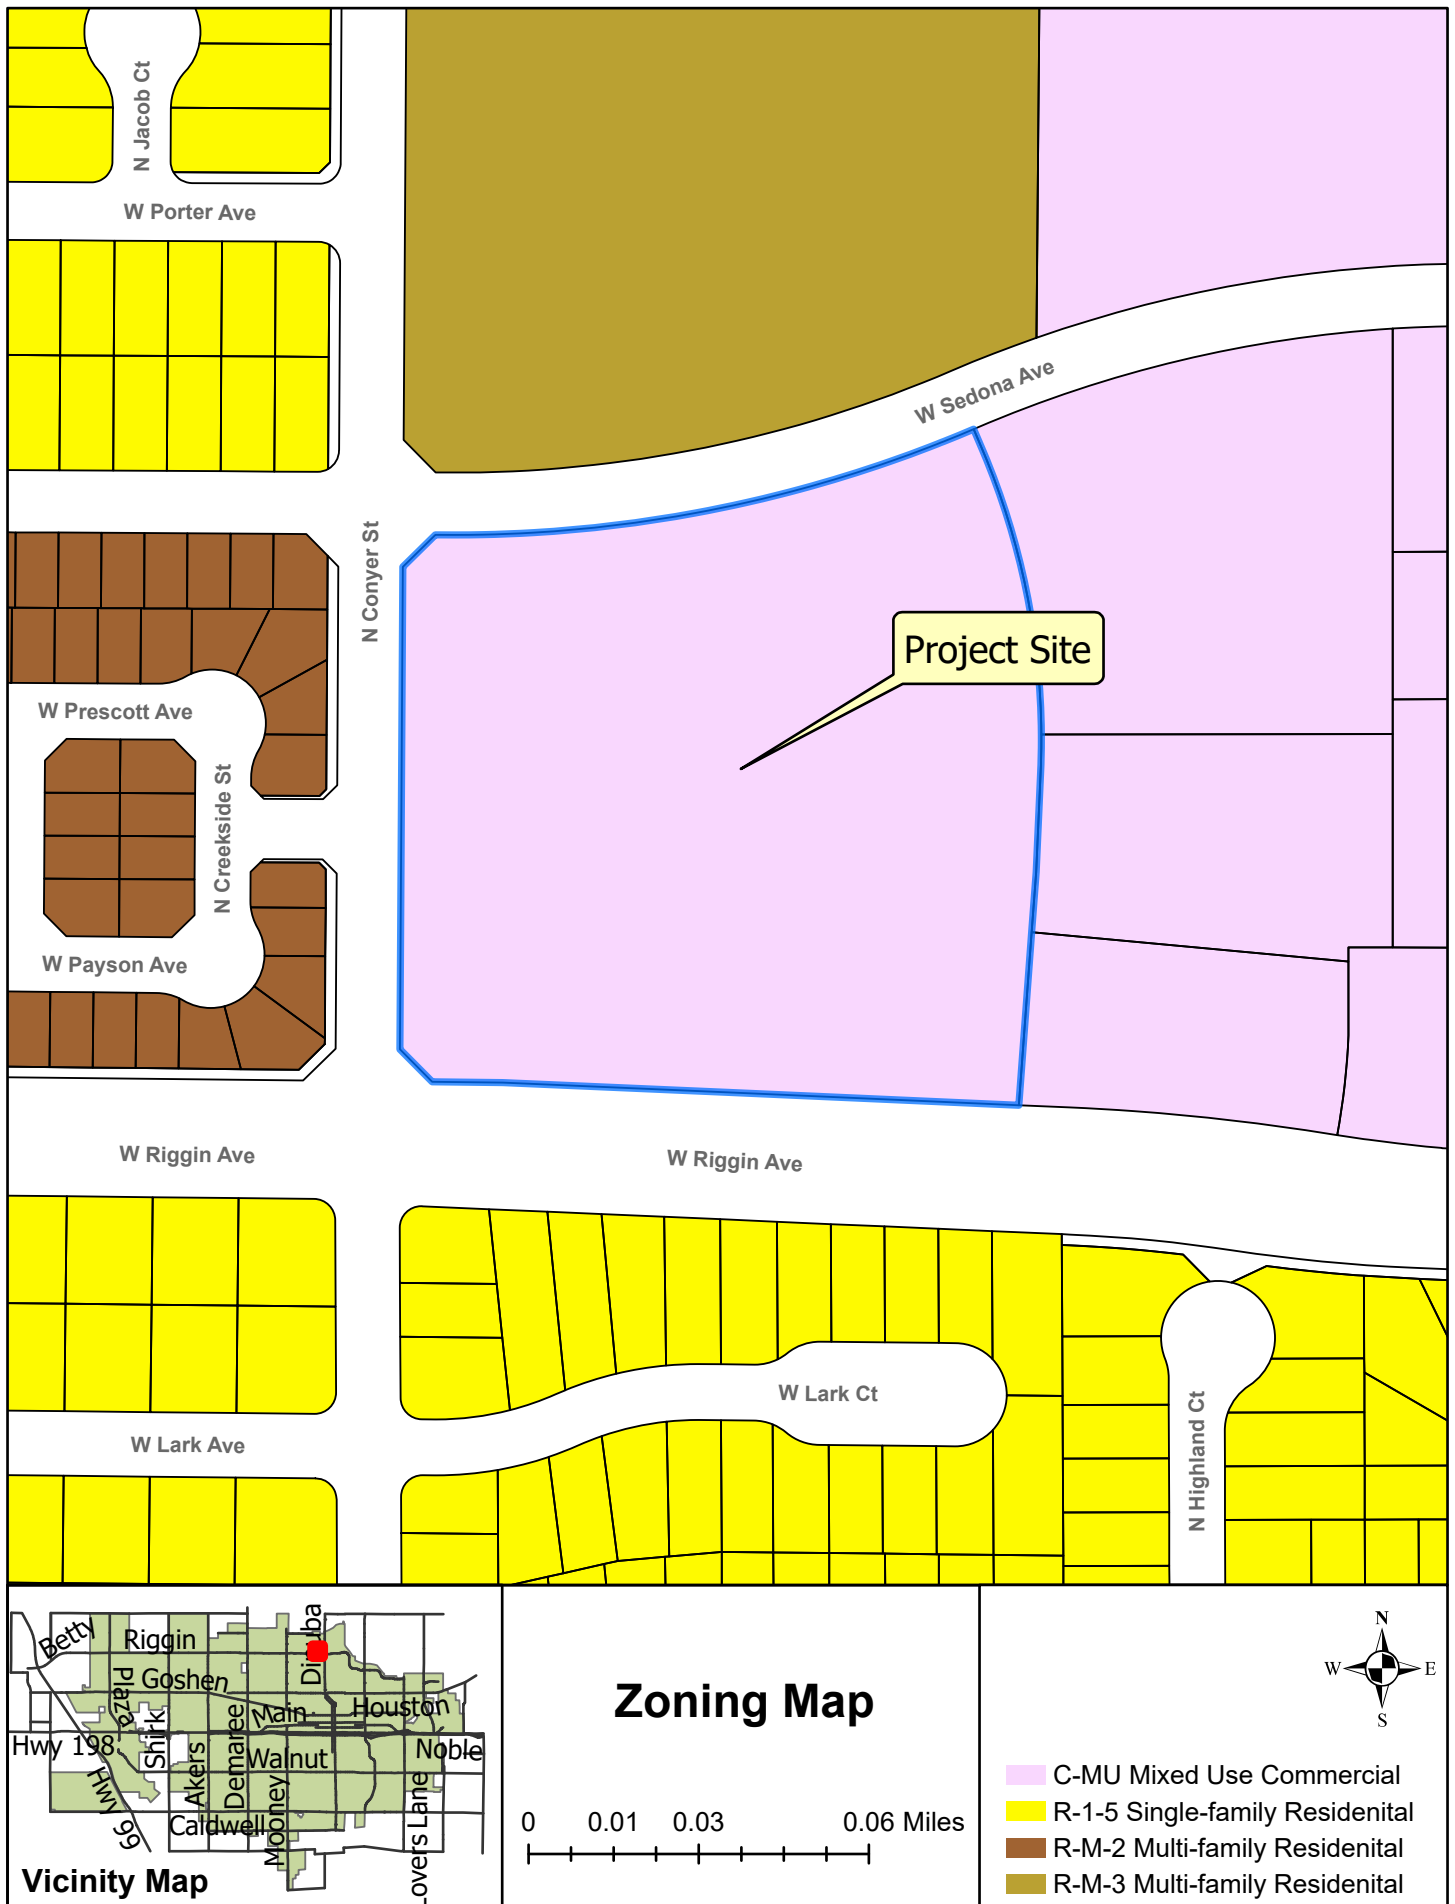 N Jacob Ct
W Porter Ave
W Sedona Ave
N Conyer St
Project Site
W Prescott Ave
N Creekside St
W Payson Ave
W Riggin Ave
W Riggin Ave
W Lark Ct
W Lark Ave
N Highland Ct
Betty
Riggin
Dinuba
Plaza
Goshen
Shirk
Main
Houston
Hwy 198
Akers
Demaree
Walnut
Noble
Hwy 99
Caldwell
Mooney
Lovers Lane
Vicinity Map
Zoning Map
0 0.01 0.03 0.06 Miles
N
W E
S
C-MU Mixed Use Commercial
R-1-5 Single-family Residenital
R-M-2 Multi-family Residenital
R-M-3 Multi-family Residenital